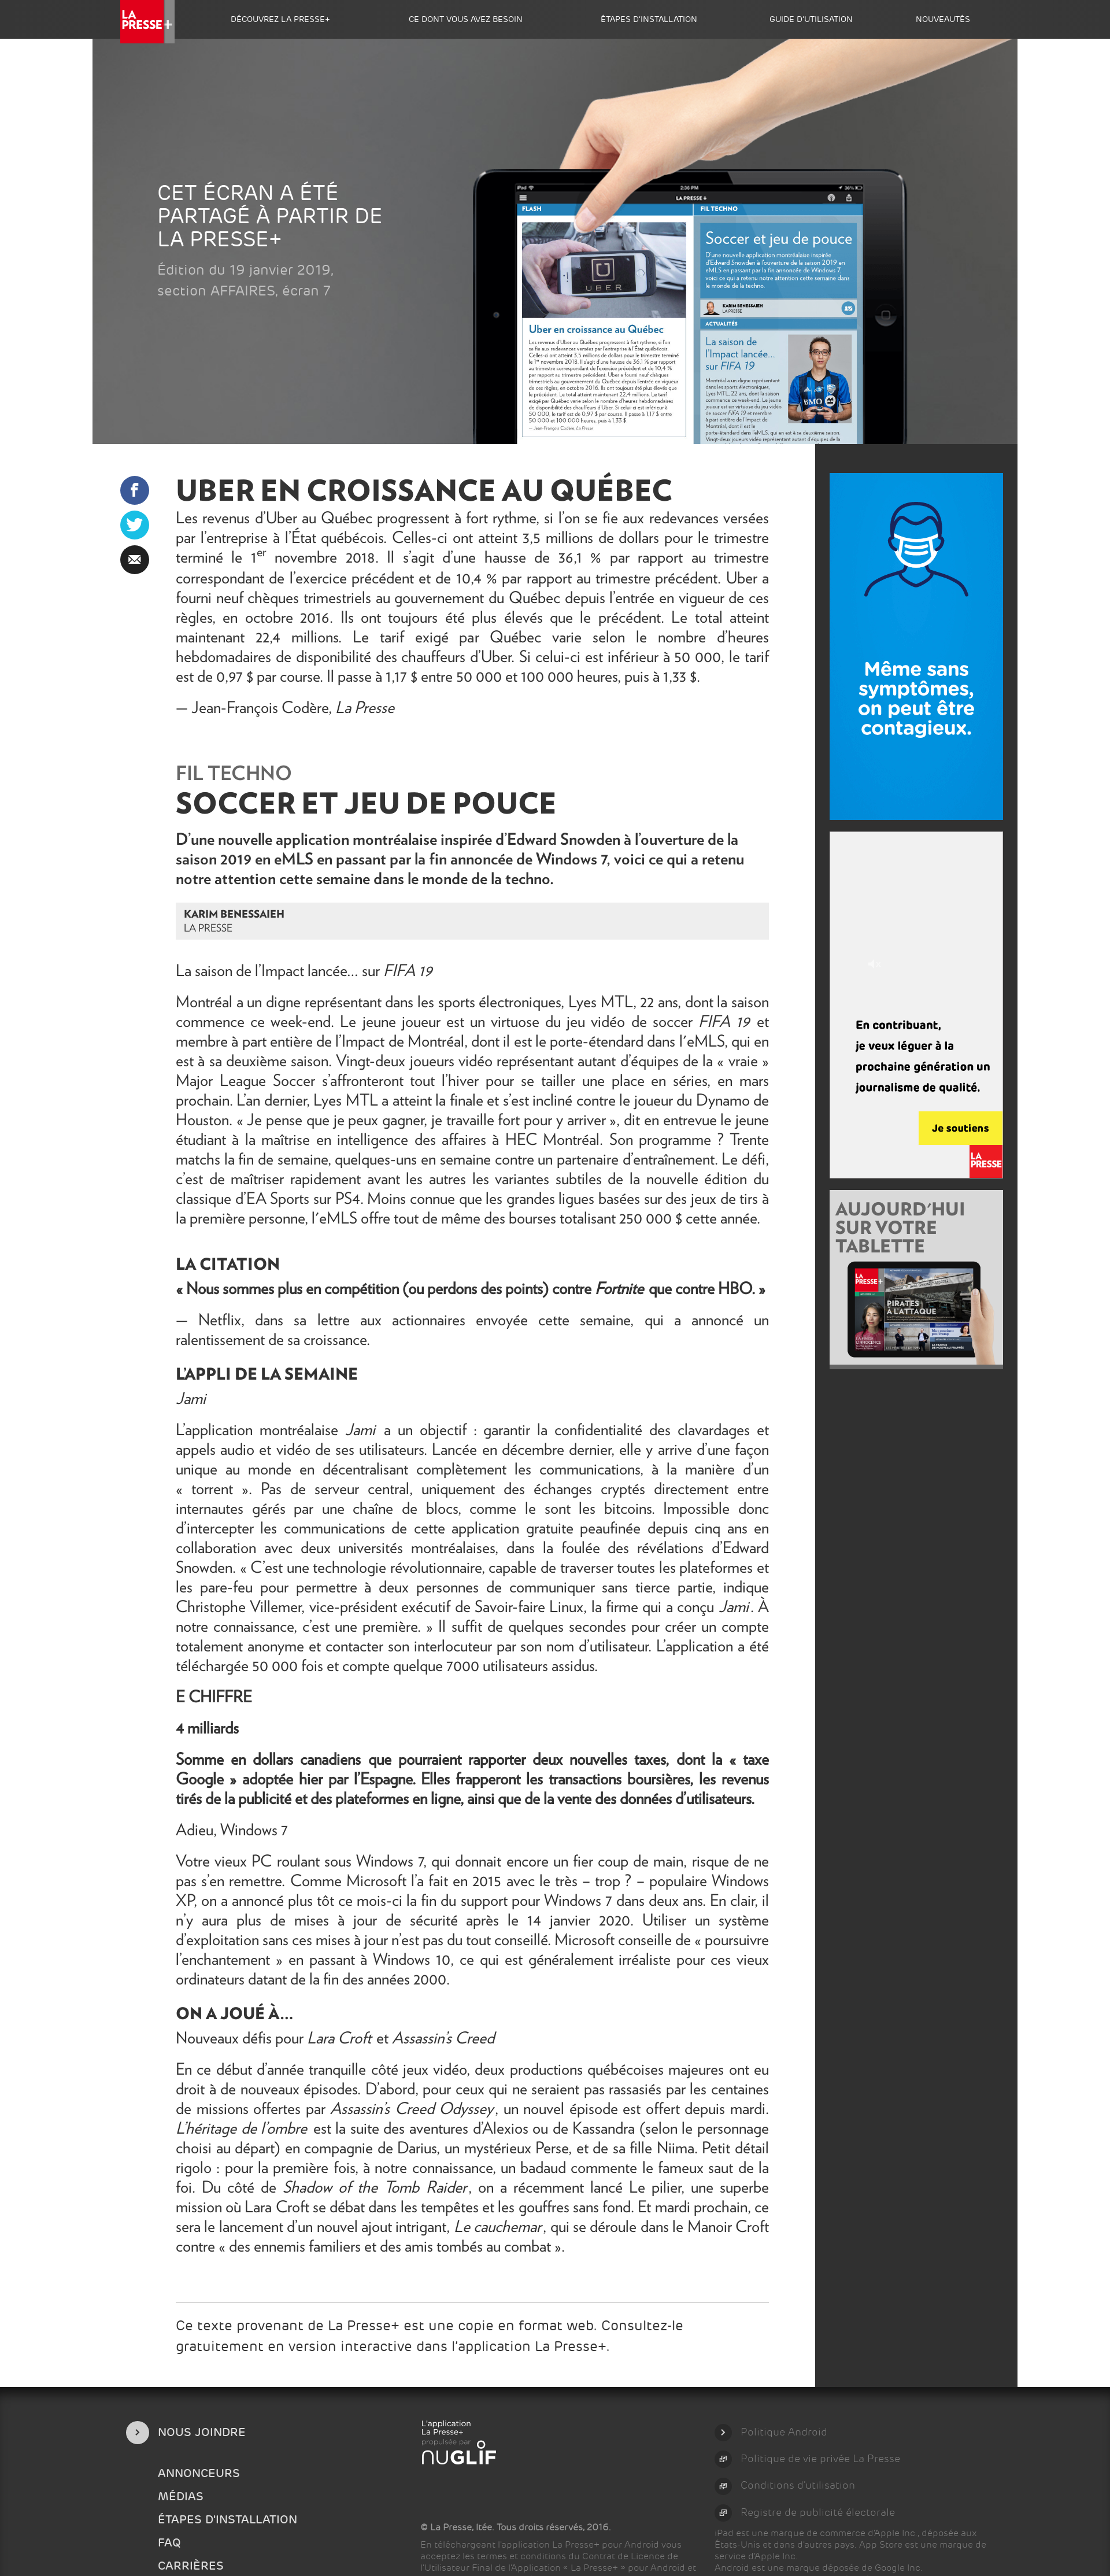 LA PRESSE+
DÉCOUVREZ LA PRESSE+
CE DONT VOUS AVEZ BESOIN
ÉTAPES D'INSTALLATION
GUIDE D'UTILISATION
NOUVEAUTÉS
CET ÉCRAN A ÉTÉ
PARTAGÉ À PARTIR DE
LA PRESSE+
Édition du 19 janvier 2019,
section AFFAIRES, écran 7
iPad
2:26 PM
LA PRESSE +
FLASH
FIL TECHNO
UBER
Uber en croissance au Québec
Soccer et jeu de pouce
D'une nouvelle application montréalaise inspirée
d'Edward Snowden à l'ouverture de la saison 2019 en
eMLS en passant par la fin annoncée de Windows 7,
voici ce qui a retenu notre attention cette semaine dans
le monde de la techno.
KARIM BENESSAIEH
LA PRESSE
ACTUALITÉS
La saison de
l'Impact lancée…
sur FIFA 19
BMO
UBER EN CROISSANCE AU QUÉBEC
Les revenus d'Uber au Québec progressent à fort rythme, si l'on se fie aux redevances versées
par l'entreprise à l'État québécois. Celles-ci ont atteint 3,5 millions de dollars pour le trimestre
terminé le 1er novembre 2018. Il s'agit d'une hausse de 36,1 % par rapport au trimestre
correspondant de l'exercice précédent et de 10,4 % par rapport au trimestre précédent. Uber a
fourni neuf chèques trimestriels au gouvernement du Québec depuis l'entrée en vigueur de ces
règles, en octobre 2016. Ils ont toujours été plus élevés que le précédent. Le total atteint
maintenant 22,4 millions. Le tarif exigé par Québec varie selon le nombre d'heures
hebdomadaires de disponibilité des chauffeurs d'Uber. Si celui-ci est inférieur à 50 000, le tarif
est de 0,97 $ par course. Il passe à 1,17 $ entre 50 000 et 100 000 heures, puis à 1,33 $.
— Jean-François Codère, La Presse
FIL TECHNO
SOCCER ET JEU DE POUCE
D'une nouvelle application montréalaise inspirée d'Edward Snowden à l'ouverture de la
saison 2019 en eMLS en passant par la fin annoncée de Windows 7, voici ce qui a retenu
notre attention cette semaine dans le monde de la techno.
KARIM BENESSAIEH
LA PRESSE
La saison de l'Impact lancée… sur FIFA 19
Montréal a un digne représentant dans les sports électroniques, Lyes MTL, 22 ans, dont la saison
commence ce week-end. Le jeune joueur est un virtuose du jeu vidéo de soccer FIFA 19 et
membre à part entière de l'Impact de Montréal, dont il est le porte-étendard dans l'eMLS, qui en
est à sa deuxième saison. Vingt-deux joueurs vidéo représentant autant d'équipes de la « vraie »
Major League Soccer s'affronteront tout l'hiver pour se tailler une place en séries, en mars
prochain. L'an dernier, Lyes MTL a atteint la finale et s'est incliné contre le joueur du Dynamo de
Houston. « Je pense que je peux gagner, je travaille fort pour y arriver », dit en entrevue le jeune
étudiant à la maîtrise en intelligence des affaires à HEC Montréal. Son programme ? Trente
matchs la fin de semaine, quelques-uns en semaine contre un partenaire d'entraînement. Le défi,
c'est de maîtriser rapidement avant les autres les variantes subtiles de la nouvelle édition du
classique d'EA Sports sur PS4. Moins connue que les grandes ligues basées sur des jeux de tirs à
la première personne, l'eMLS offre tout de même des bourses totalisant 250 000 $ cette année.
LA CITATION
« Nous sommes plus en compétition (ou perdons des points) contre Fortnite que contre HBO. »
— Netflix, dans sa lettre aux actionnaires envoyée cette semaine, qui a annoncé un
ralentissement de sa croissance.
L'APPLI DE LA SEMAINE
Jami
L'application montréalaise Jami a un objectif : garantir la confidentialité des clavardages et
appels audio et vidéo de ses utilisateurs. Lancée en décembre dernier, elle y arrive d'une façon
unique au monde en décentralisant complètement les communications, à la manière d'un
« torrent ». Pas de serveur central, uniquement des échanges cryptés directement entre
internautes gérés par une chaîne de blocs, comme le sont les bitcoins. Impossible donc
d'intercepter les communications de cette application gratuite peaufinée depuis cinq ans en
collaboration avec deux universités montréalaises, dans la foulée des révélations d'Edward
Snowden. « C'est une technologie révolutionnaire, capable de traverser toutes les plateformes et
les pare-feu pour permettre à deux personnes de communiquer sans tierce partie, indique
Christophe Villemer, vice-président exécutif de Savoir-faire Linux, la firme qui a conçu Jami. À
notre connaissance, c'est une première. » Il suffit de quelques secondes pour créer un compte
totalement anonyme et contacter son interlocuteur par son nom d'utilisateur. L'application a été
téléchargée 50 000 fois et compte quelque 7000 utilisateurs assidus.
E CHIFFRE
4 milliards
Somme en dollars canadiens que pourraient rapporter deux nouvelles taxes, dont la « taxe
Google » adoptée hier par l'Espagne. Elles frapperont les transactions boursières, les revenus
tirés de la publicité et des plateformes en ligne, ainsi que de la vente des données d'utilisateurs.
Adieu, Windows 7
Votre vieux PC roulant sous Windows 7, qui donnait encore un fier coup de main, risque de ne
pas s'en remettre. Comme Microsoft l'a fait en 2015 avec le très – trop ? – populaire Windows
XP, on a annoncé plus tôt ce mois-ci la fin du support pour Windows 7 dans deux ans. En clair, il
n'y aura plus de mises à jour de sécurité après le 14 janvier 2020. Utiliser un système
d'exploitation sans ces mises à jour n'est pas du tout conseillé. Microsoft conseille de « poursuivre
l'enchantement » en passant à Windows 10, ce qui est généralement irréaliste pour ces vieux
ordinateurs datant de la fin des années 2000.
ON A JOUÉ À…
Nouveaux défis pour Lara Croft et Assassin's Creed
En ce début d'année tranquille côté jeux vidéo, deux productions québécoises majeures ont eu
droit à de nouveaux épisodes. D'abord, pour ceux qui ne seraient pas rassasiés par les centaines
de missions offertes par Assassin's Creed Odyssey, un nouvel épisode est offert depuis mardi.
L'héritage de l'ombre est la suite des aventures d'Alexios ou de Kassandra (selon le personnage
choisi au départ) en compagnie de Darius, un mystérieux Perse, et de sa fille Niima. Petit détail
rigolo : pour la première fois, à notre connaissance, un badaud commente le fameux saut de la
foi. Du côté de Shadow of the Tomb Raider, on a récemment lancé Le pilier, une superbe
mission où Lara Croft se débat dans les tempêtes et les gouffres sans fond. Et mardi prochain, ce
sera le lancement d'un nouvel ajout intrigant, Le cauchemar, qui se déroule dans le Manoir Croft
contre « des ennemis familiers et des amis tombés au combat ».
Ce texte provenant de La Presse+ est une copie en format web. Consultez-le
gratuitement en version interactive dans l'application La Presse+.
Même sans
symptômes,
on peut être
contagieux.
En contribuant,
je veux léguer à la
prochaine génération un
journalisme de qualité.
Je soutiens
LA PRESSE
AUJOURD'HUI
SUR VOTRE
TABLETTE
LA PRESSE+
PIRATES
À L'ATTAQUE
NOUS JOINDRE
ANNONCEURS
MÉDIAS
ÉTAPES D'INSTALLATION
FAQ
CARRIÈRES
L'application
La Presse+
propulsée par
nuGLIF
© La Presse, ltée. Tous droits réservés, 2016.
En téléchargeant l'application La Presse+ pour Android vous
acceptez les termes et conditions du Contrat de Licence de
l'Utilisateur Final de l'Application « La Presse+ » pour Android et
Politique Android
Politique de vie privée La Presse
Conditions d'utilisation
Registre de publicité électorale
iPad est une marque de commerce d'Apple Inc., déposée aux
États-Unis et dans d'autres pays. App Store est une marque de
service d'Apple Inc.
Android est une marque déposée de Google Inc.